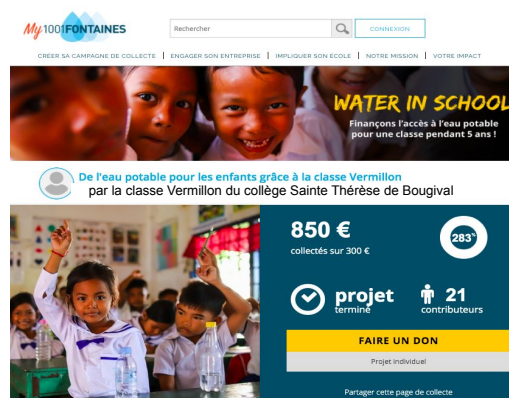 My1001FONTAINES
Rechercher
CONNEXION
CRÉER SA CAMPAGNE DE COLLECTE | ENGAGER SON ENTREPRISE | IMPLIQUER SON ÉCOLE | NOTRE MISSION | VOTRE IMPACT
WATER IN SCHOOL
Finançons l'accès à l'eau potable
pour une classe pendant 5 ans !
De l'eau potable pour les enfants grâce à la classe Vermillon
par la classe Vermillon du collège Sainte Thérèse de Bougival
850 €
collectés sur 300 €
283%
projet
terminé
21
contributeurs
FAIRE UN DON
Projet individuel
Partager cette page de collecte